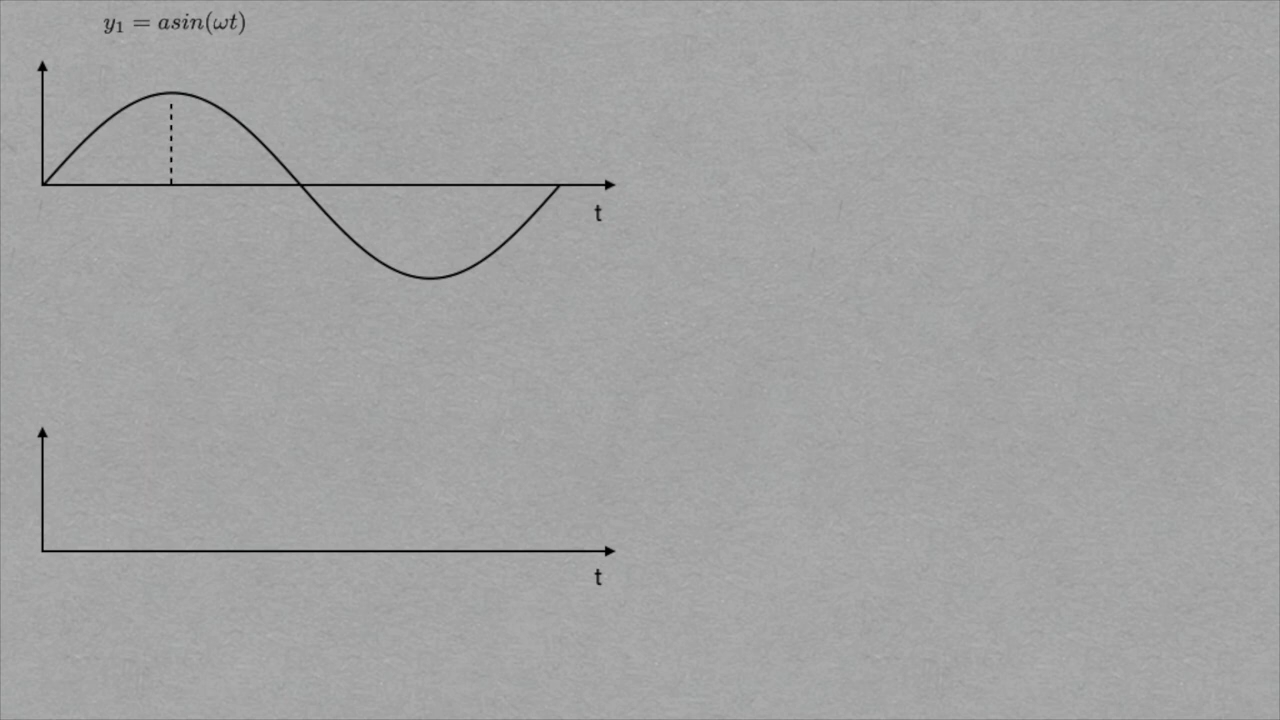 y₁ = asin(ωt)
t
t